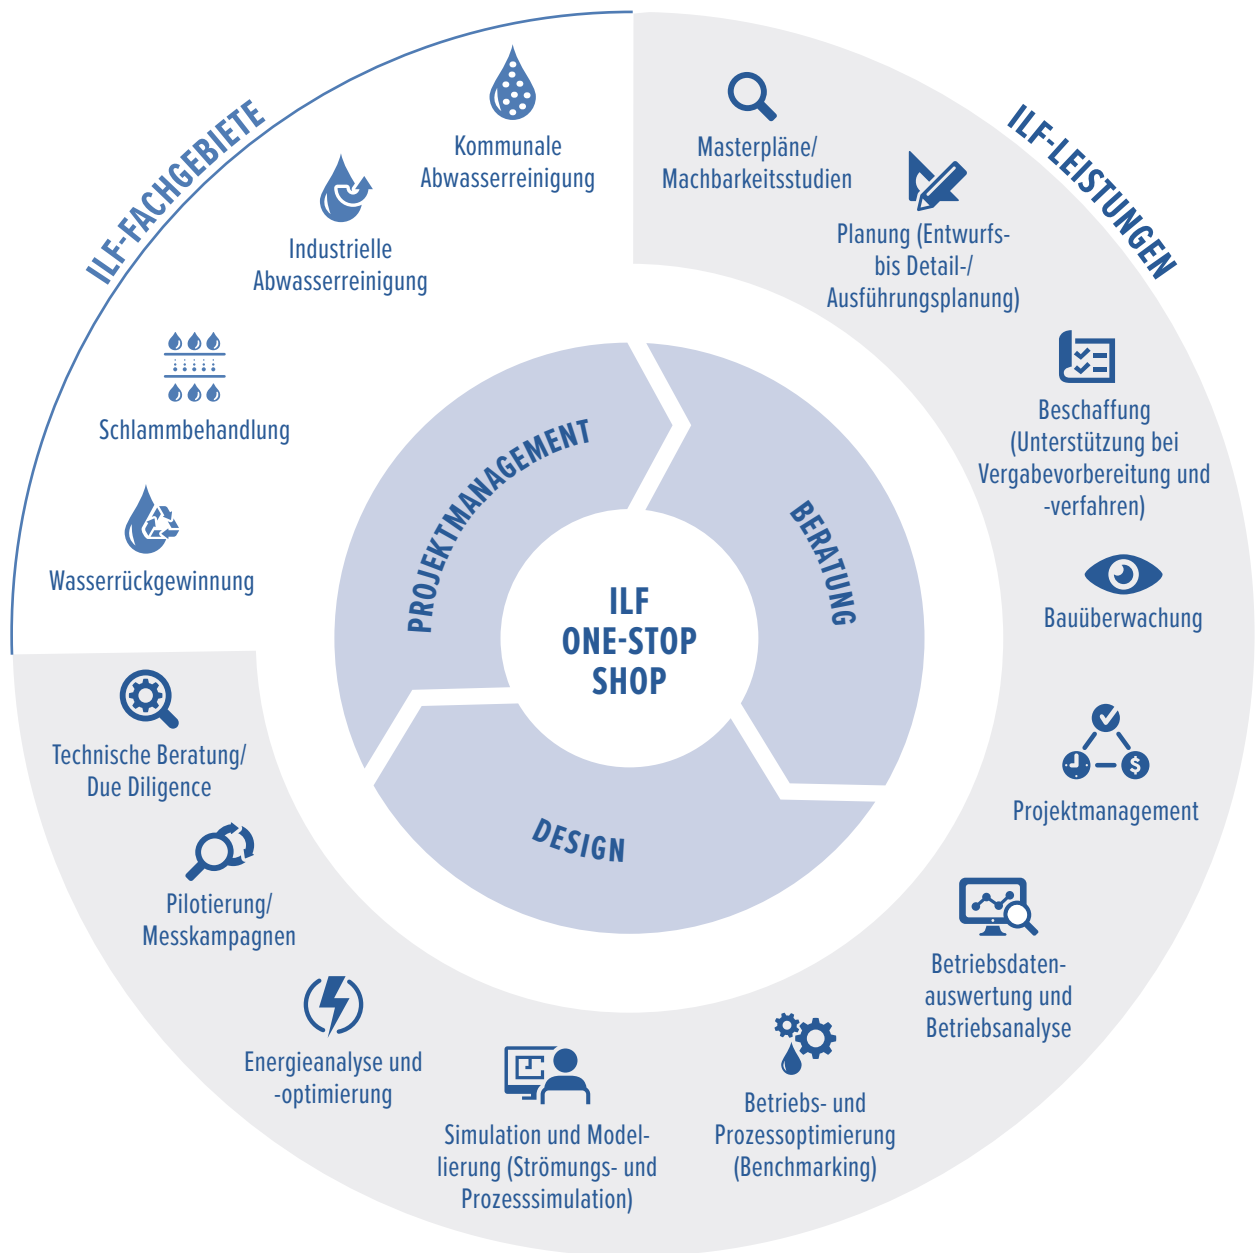 ILF-FACHGEBIETE
Kommunale
Abwasserreinigung
Industrielle
Abwasserreinigung
Schlammbehandlung
Wasserrückgewinnung
ILF-LEISTUNGEN
Masterpläne/
Machbarkeitsstudien
Planung (Entwurfs-
bis Detail-/
Ausführungsplanung)
Beschaffung
(Unterstützung bei
Vergabevorbereitung und
-verfahren)
Bauüberwachung
Projektmanagement
$
Betriebsdaten-
auswertung und
Betriebsanalyse
Betriebs- und
Prozessoptimierung
(Benchmarking)
Simulation und Model-
lierung (Strömungs- und
Prozesssimulation)
Energieanalyse und
-optimierung
Pilotierung/
Messkampagnen
Technische Beratung/
Due Diligence
PROJEKTMANAGEMENT
BERATUNG
DESIGN
ILF
ONE-STOP
SHOP